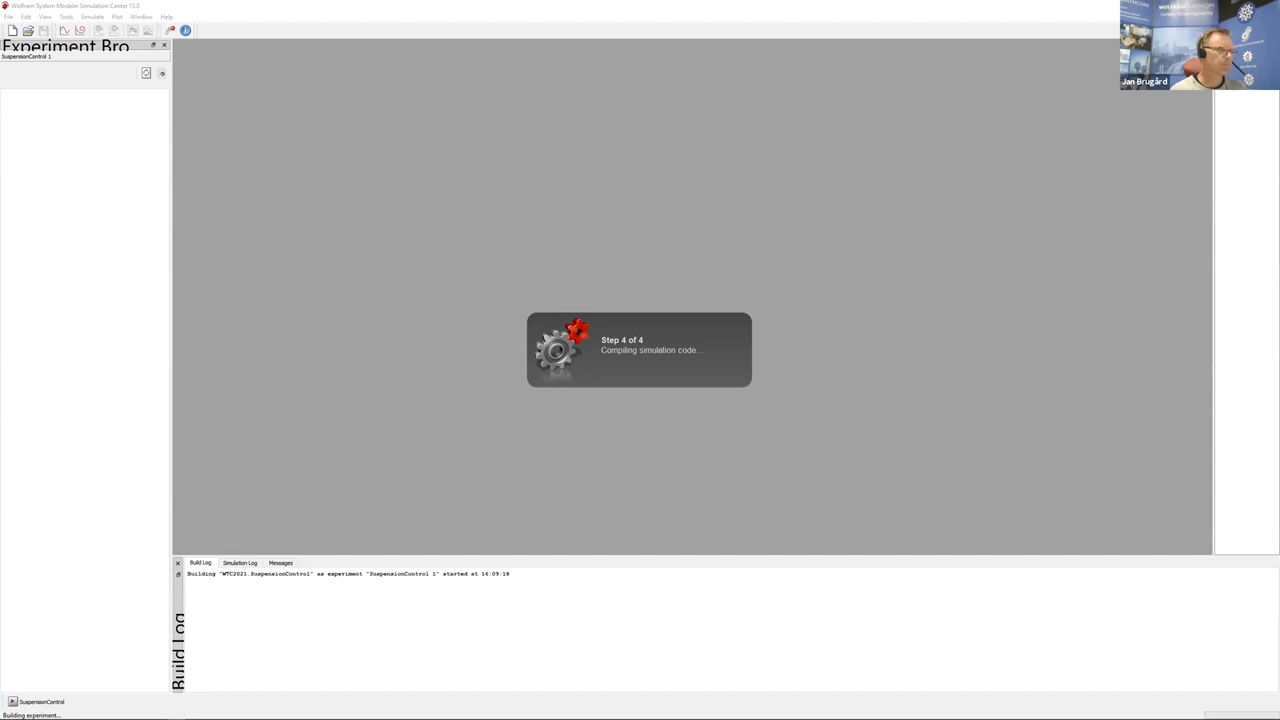 Wolfram System Modeler Simulation Center 13.0
File Edit View Tools Simulate Plot Window Help
Experiment Bro
SuspensionControl 1
WOLFRAM
Jan Brugård
Step 4 of 4
Compiling simulation code...
Build Log Simulation Log Messages
Building "WTC2021.SuspensionControl" as experiment "SuspensionControl 1" started at 16:09:18
Build Log
SuspensionControl
Building experiment...